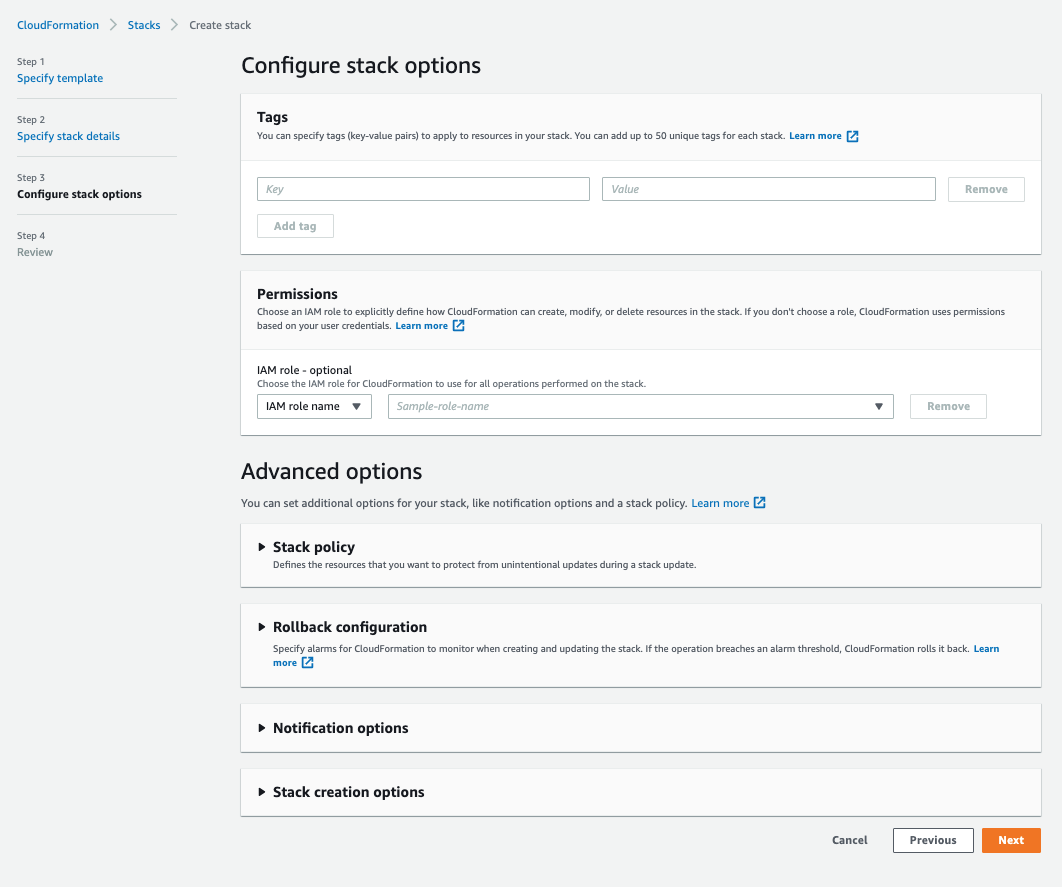 CloudFormation > Stacks > Create stack
Step 1
Specify template
Step 2
Specify stack details
Step 3
Configure stack options
Step 4
Review
Configure stack options
Tags
You can specify tags (key-value pairs) to apply to resources in your stack. You can add up to 50 unique tags for each stack. Learn more
Key Value Remove
Add tag
Permissions
Choose an IAM role to explicitly define how CloudFormation can create, modify, or delete resources in the stack. If you don't choose a role, CloudFormation uses permissions
based on your user credentials. Learn more
IAM role - optional
Choose the IAM role for CloudFormation to use for all operations performed on the stack.
IAM role name Sample-role-name Remove
Advanced options
You can set additional options for your stack, like notification options and a stack policy. Learn more
Stack policy
Defines the resources that you want to protect from unintentional updates during a stack update.
Rollback configuration
Specify alarms for CloudFormation to monitor when creating and updating the stack. If the operation breaches an alarm threshold, CloudFormation rolls it back. Learn
more
Notification options
Stack creation options
Cancel Previous Next